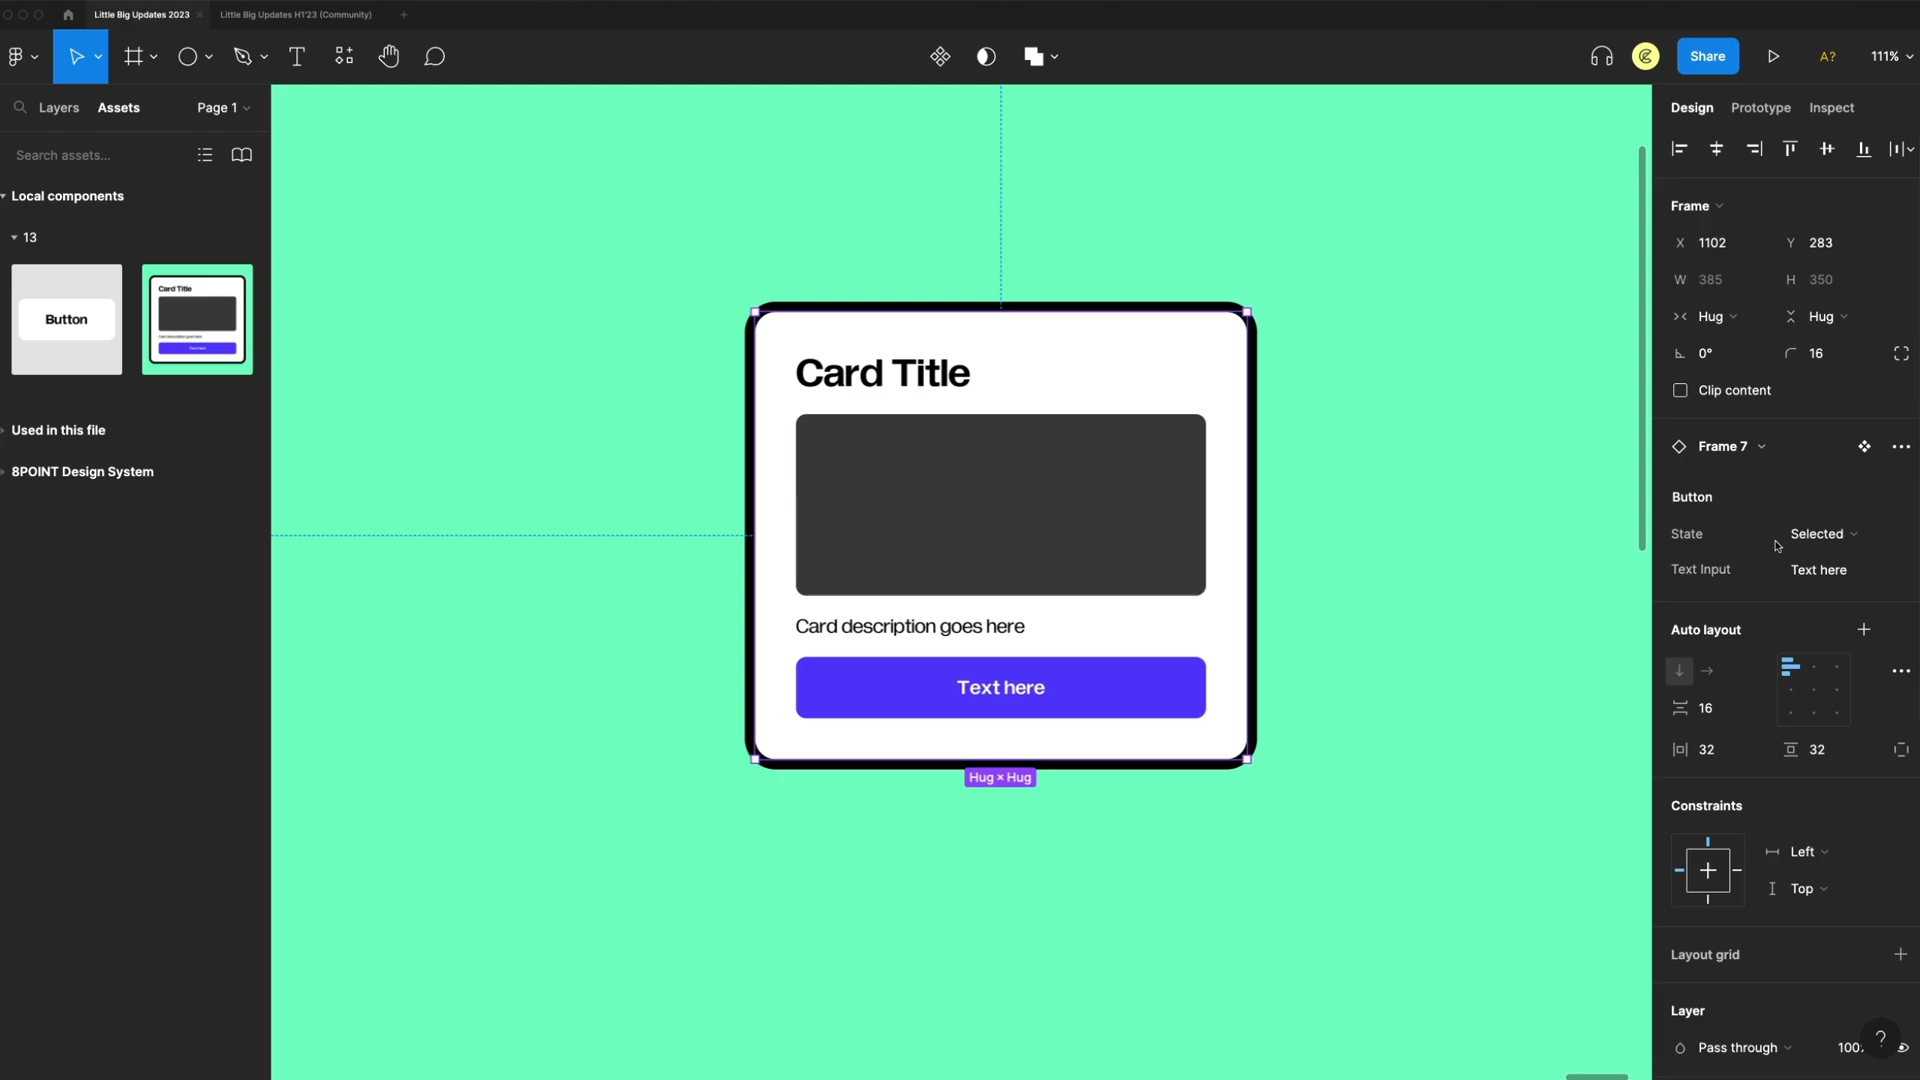 Little Big Updates 2023
Little Big Updates H1'23 (Community)
Share
A?
111%
Layers
Assets
Page 1
Search assets...
Local components
13
Button
Card Title
Text here
Used in this file
8POINT Design System
Card Title
Card description goes here
Text here
Hug × Hug
Design
Prototype
Inspect
Frame
X 1102
Y 283
W 385
H 350
Hug
Hug
0°
16
Clip content
Frame 7
Button
State
Selected
Text Input
Text here
Auto layout
16
32
32
Constraints
Left
Top
Layout grid
Layer
Pass through
100
?